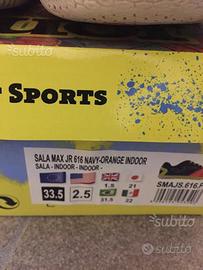 SPORTS
SALA MAX JR 616 NAVY-ORANGE INDOOR
SALA - INDOOR - INDOOR -
33.5
2.5
1.5
21
31.5
22
SMAJS.616.P
subito
subito